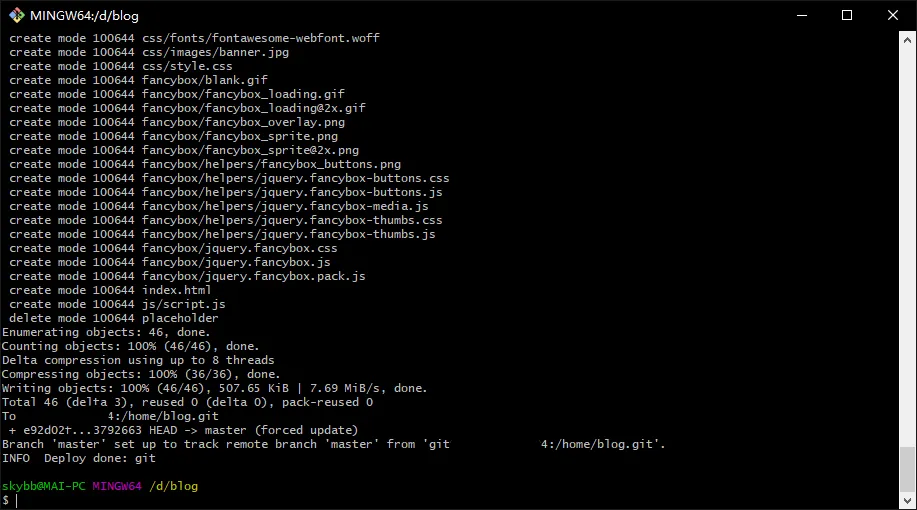 MINGW64:/d/blog
create mode 100644 css/fonts/fontawesome-webfont.woff
create mode 100644 css/images/banner.jpg
create mode 100644 css/style.css
create mode 100644 fancybox/blank.gif
create mode 100644 fancybox/fancybox_loading.gif
create mode 100644 fancybox/fancybox_loading@2x.gif
create mode 100644 fancybox/fancybox_overlay.png
create mode 100644 fancybox/fancybox_sprite.png
create mode 100644 fancybox/fancybox_sprite@2x.png
create mode 100644 fancybox/helpers/fancybox_buttons.png
create mode 100644 fancybox/helpers/jquery.fancybox-buttons.css
create mode 100644 fancybox/helpers/jquery.fancybox-buttons.js
create mode 100644 fancybox/helpers/jquery.fancybox-media.js
create mode 100644 fancybox/helpers/jquery.fancybox-thumbs.css
create mode 100644 fancybox/helpers/jquery.fancybox-thumbs.js
create mode 100644 fancybox/jquery.fancybox.css
create mode 100644 fancybox/jquery.fancybox.js
create mode 100644 fancybox/jquery.fancybox.pack.js
create mode 100644 index.html
create mode 100644 js/script.js
delete mode 100644 placeholder
Enumerating objects: 46, done.
Counting objects: 100% (46/46), done.
Delta compression using up to 8 threads
Compressing objects: 100% (36/36), done.
Writing objects: 100% (46/46), 507.65 KiB | 7.69 MiB/s, done.
Total 46 (delta 3), reused 0 (delta 0), pack-reused 0
To 4:/home/blog.git
+ e92d02f...3792663 HEAD -> master (forced update)
Branch 'master' set up to track remote branch 'master' from 'git 4:/home/blog.git'.
INFO  Deploy done: git
skybb@MAI-PC MINGW64 /d/blog
$